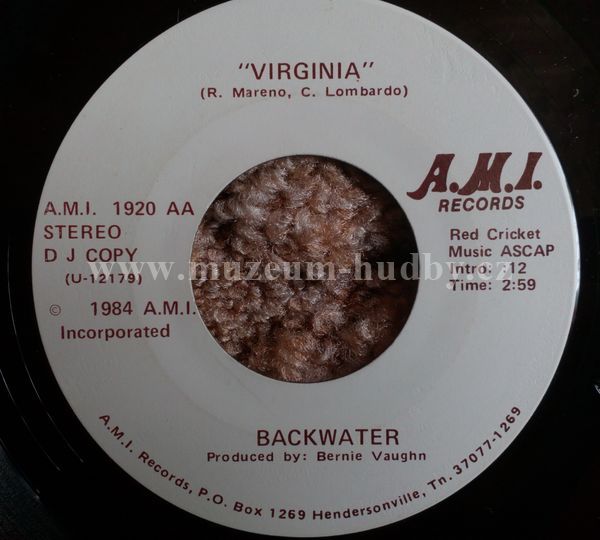 "VIRGINIA"
(R. Mareno, C. Lombardo)
A.M.I.
RECORDS
A.M.I. 1920 AA
STEREO
D J COPY
(U-12179)
© 1984 A.M.I.
Incorporated
Red Cricket
Music ASCAP
Intro: :12
Time: 2:59
www.muzeum-hudby.cz
BACKWATER
Produced by: Bernie Vaughn
A.M.I. Records, P.O. Box 1269 Hendersonville, Tn. 37077-1269